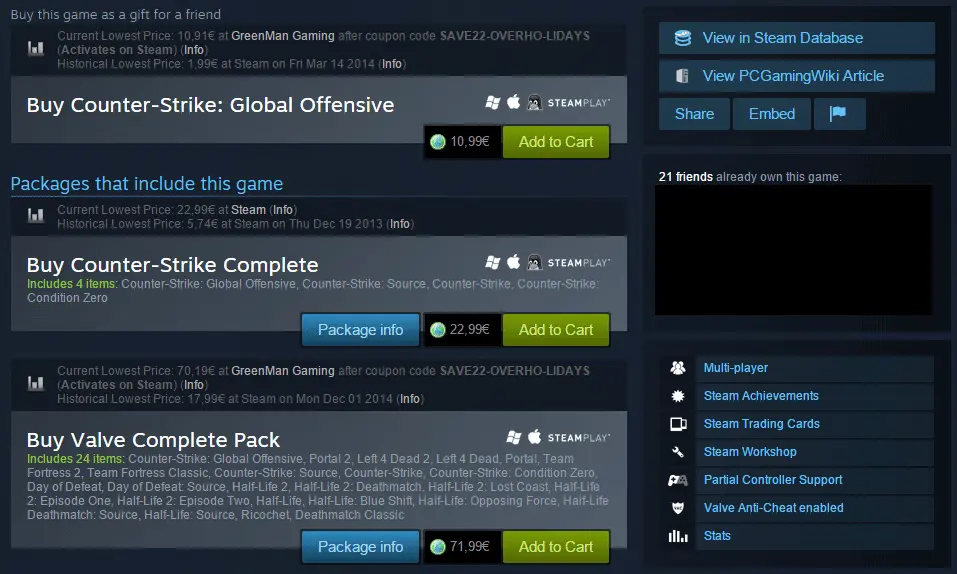 Buy this game as a gift for a friend
Current Lowest Price: 10,91€ at GreenMan Gaming after coupon code SAVE22-OVERHO-LIDAYS
(Activates on Steam) (Info)
Historical Lowest Price: 1,99€ at Steam on Fri Mar 14 2014 (Info)
Buy Counter-Strike: Global Offensive
STEAMPLAY
10,99€
Add to Cart
Packages that include this game
Current Lowest Price: 22,99€ at Steam (Info)
Historical Lowest Price: 5,74€ at Steam on Thu Dec 19 2013 (Info)
Buy Counter-Strike Complete
STEAMPLAY
Includes 4 items: Counter-Strike: Global Offensive, Counter-Strike: Source, Counter-Strike, Counter-Strike:
Condition Zero
Package info
22,99€
Add to Cart
Current Lowest Price: 70,19€ at GreenMan Gaming after coupon code SAVE22-OVERHO-LIDAYS
(Activates on Steam) (Info)
Historical Lowest Price: 17,99€ at Steam on Mon Dec 01 2014 (Info)
Buy Valve Complete Pack
STEAMPLAY
Includes 24 items: Counter-Strike: Global Offensive, Portal 2, Left 4 Dead 2, Left 4 Dead, Portal, Team
Fortress 2, Team Fortress Classic, Counter-Strike: Source, Counter-Strike, Counter-Strike: Condition Zero,
Day of Defeat, Day of Defeat: Source, Half-Life 2, Half-Life 2: Deathmatch, Half-Life 2: Lost Coast, Half-Life
2: Episode One, Half-Life 2: Episode Two, Half-Life, Half-Life: Blue Shift, Half-Life: Opposing Force, Half-Life
Deathmatch: Source, Half-Life: Source, Ricochet, Deathmatch Classic
Package info
71,99€
Add to Cart
View in Steam Database
View PCGamingWiki Article
Share
Embed
21 friends already own this game:
Multi-player
Steam Achievements
Steam Trading Cards
Steam Workshop
Partial Controller Support
Valve Anti-Cheat enabled
Stats